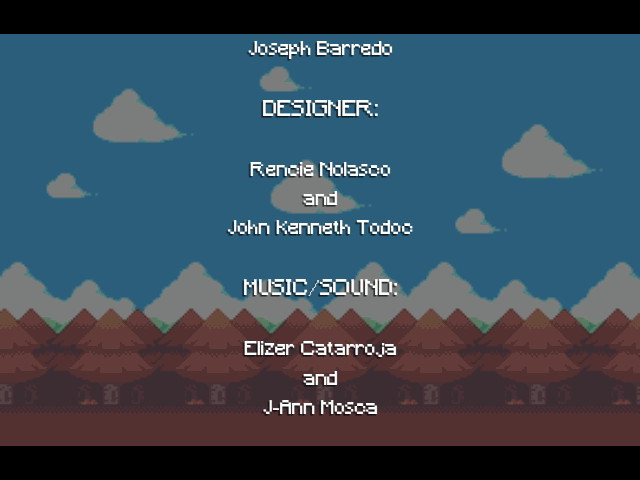 Joseph Barredo
DESIGNER:
Rencie Nolasco
and
John Kenneth Todoc
MUSIC/SOUND:
Elizer Catarroja
and
J-Ann Mosca